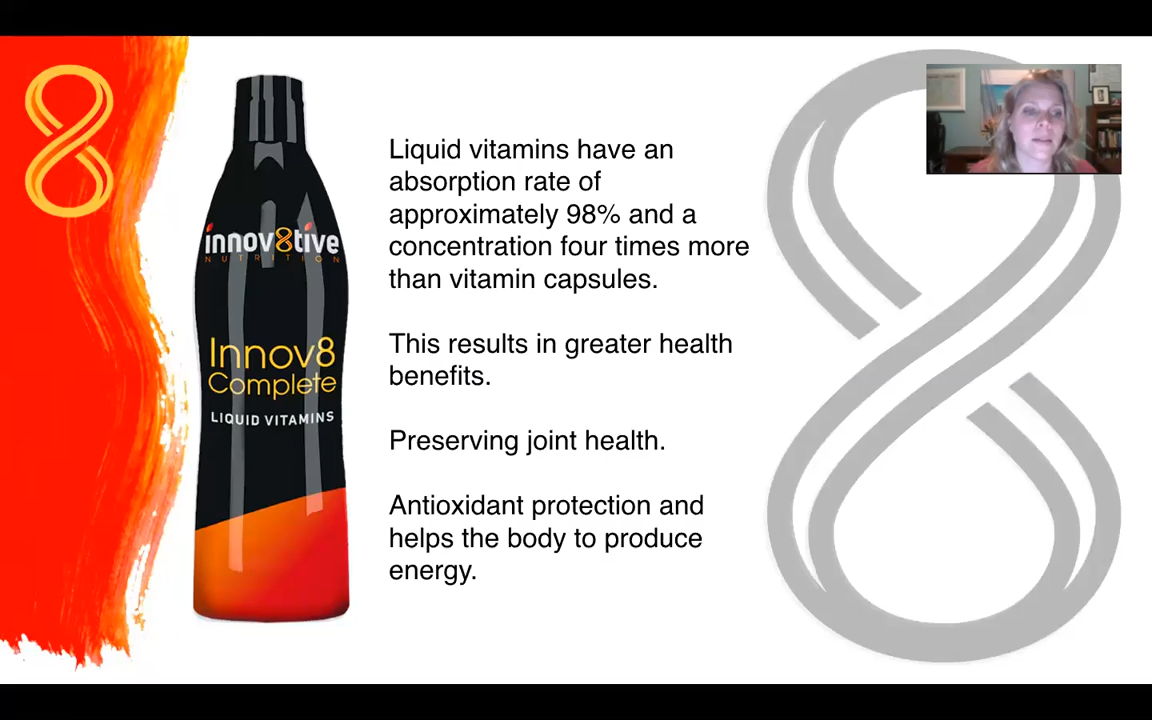 innov8tive
NUTRITION
Innov8
Complete
LIQUID VITAMINS
Liquid vitamins have an
absorption rate of
approximately 98% and a
concentration four times more
than vitamin capsules.
This results in greater health
benefits.
Preserving joint health.
Antioxidant protection and
helps the body to produce
energy.